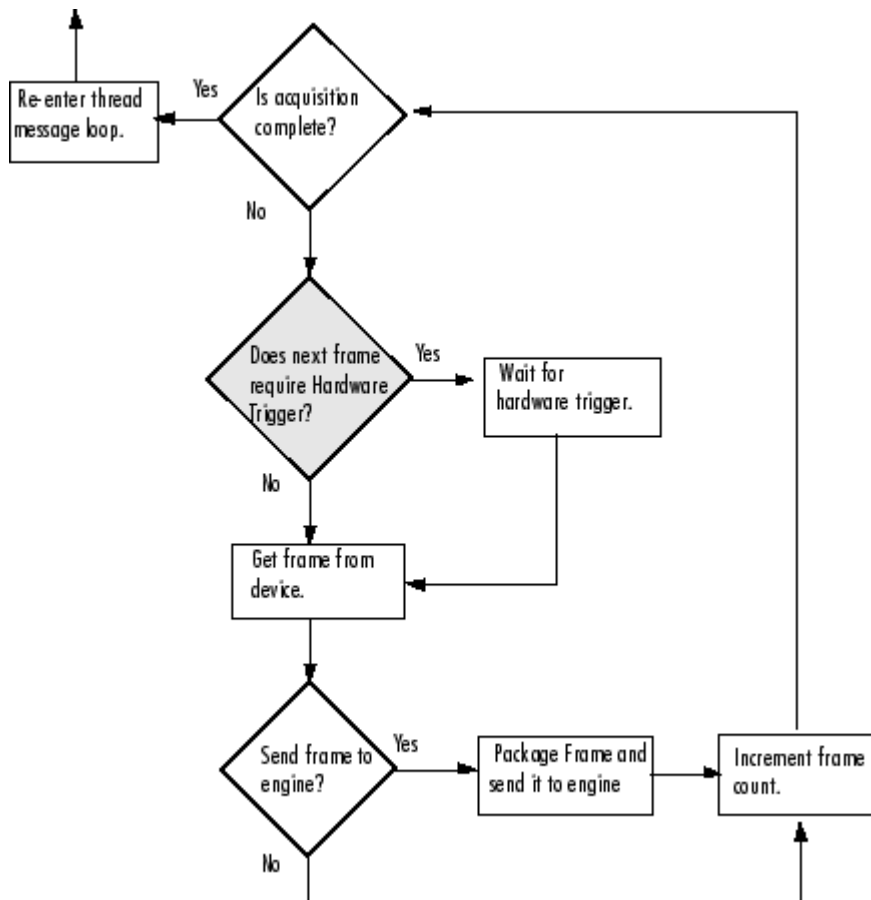 Is acquisition
complete?
Yes
Re-enter thread
message loop.
No
Does next frame
require Hardware
Trigger?
Yes
Wait for
hardware trigger.
No
Get frame from
device.
Send frame to
engine?
Yes
Package Frame and
send it to engine
Increment frame
count.
No